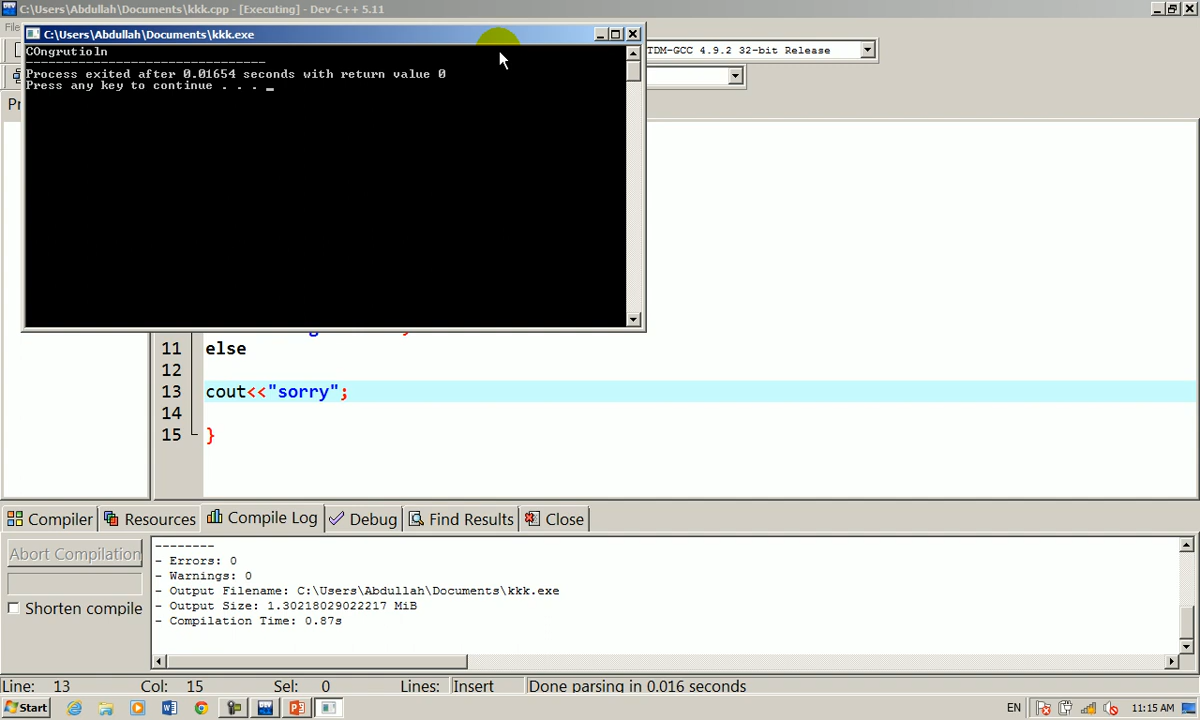 C:\Users\Abdullah\Documents\kkk.cpp - [Executing] - Dev-C++ 5.11
C:\Users\Abdullah\Documents\kkk.exe
COngrutioln
--------------------------------
Process exited after 0.01654 seconds with return value 0
Press any key to continue . . . _
TDM-GCC 4.9.2 32-bit Release
11 else
12
13 cout<<"sorry";
14
15 }
Compiler Resources Compile Log Debug Find Results Close
Abort Compilation
Shorten compile
--------
- Errors: 0
- Warnings: 0
- Output Filename: C:\Users\Abdullah\Documents\kkk.exe
- Output Size: 1.30218029022217 MiB
- Compilation Time: 0.87s
Line: 13 Col: 15 Sel: 0 Lines: Insert Done parsing in 0.016 seconds
Start EN 11:15 AM